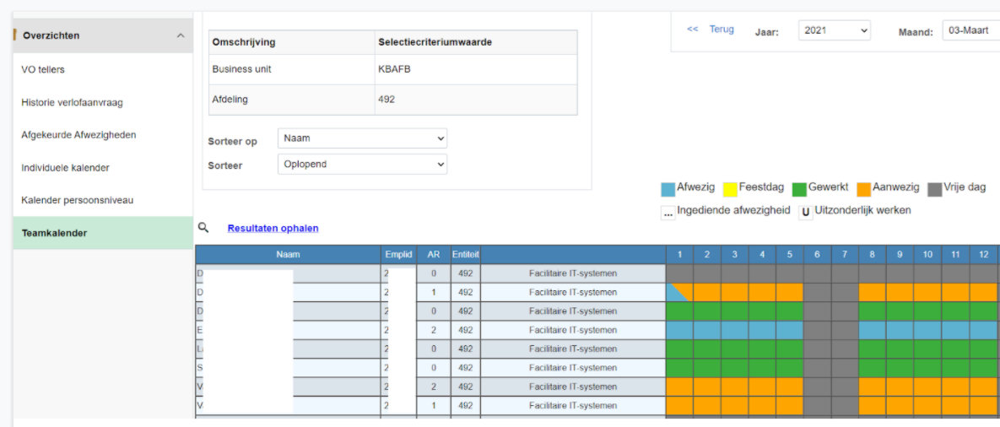 Overzichten
VO tellers
Historie verlofaanvraag
Afgekeurde Afwezigheden
Individuele kalender
Kalender persoonsniveau
Teamkalender
Omschrijving Selectiecriteriumwaarde
Business unit KBAFB
Afdeling 492
Sorteer op Naam
Sorteer Oplopend
<< Terug Jaar: 2021 Maand: 03-Maart
Afwezig Feestdag Gewerkt Aanwezig Vrije dag
... Ingediende afwezigheid U Uitzonderlijk werken
Resultaten ophalen
Naam Emplid AR Entiteit 1 2 3 4 5 6 7 8 9 10 11 12
D 2 0 492 Facilitaire IT-systemen
D 2 1 492 Facilitaire IT-systemen
D 2 0 492 Facilitaire IT-systemen
E 2 2 492 Facilitaire IT-systemen
L 2 0 492 Facilitaire IT-systemen
S 2 0 492 Facilitaire IT-systemen
V 2 2 492 Facilitaire IT-systemen
V 2 1 492 Facilitaire IT-systemen